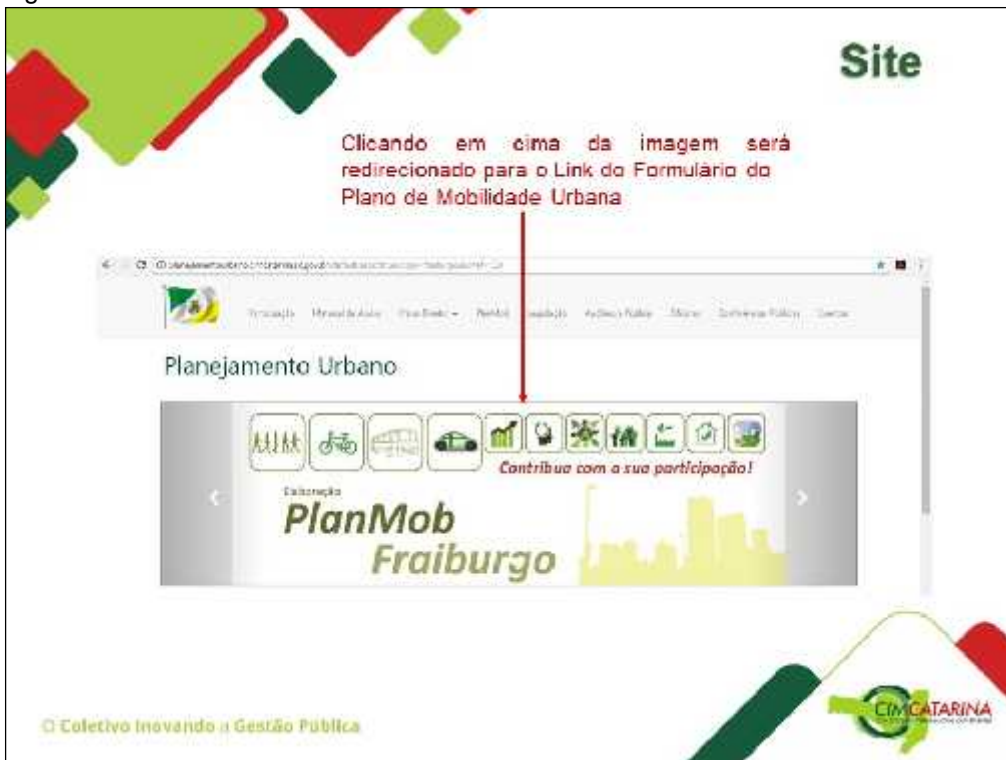 Site
Clicando em cima da imagem será
redirecionado para o Link do Formulário do
Plano de Mobilidade Urbana
Planejamento Urbano
Contribua com a sua participação!
Elaboração
PlanMob
Fraiburgo
O Coletivo Inovando a Gestão Pública
CIMCATARINA